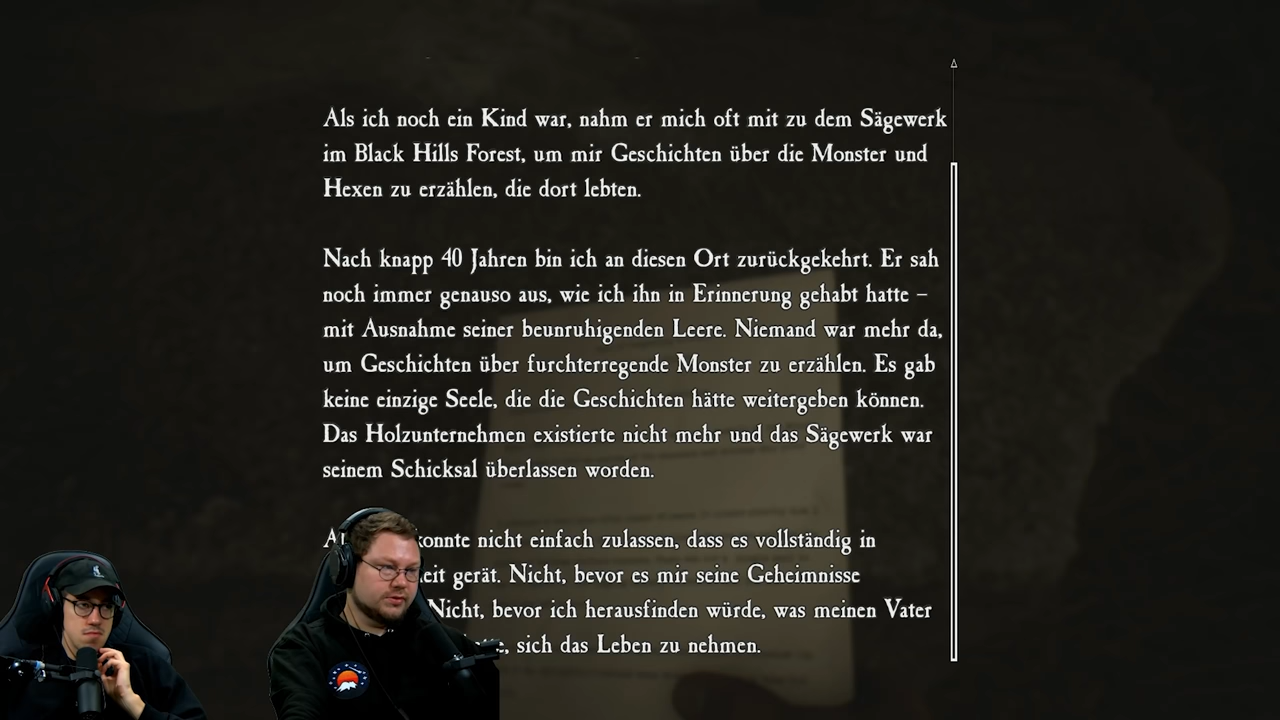 Als ich noch ein Kind war, nahm er mich oft mit zu dem Sägewerk
im Black Hills Forest, um mir Geschichten über die Monster und
Hexen zu erzählen, die dort lebten.
Nach knapp 40 Jahren bin ich an diesen Ort zurückgekehrt. Er sah
noch immer genauso aus, wie ich ihn in Erinnerung gehabt hatte –
mit Ausnahme seiner beunruhigenden Leere. Niemand war mehr da,
um Geschichten über furchterregende Monster zu erzählen. Es gab
keine einzige Seele, die die Geschichten hätte weitergeben können.
Das Holzunternehmen existierte nicht mehr und das Sägewerk war
seinem Schicksal überlassen worden.
konnte nicht einfach zulassen, dass es vollständig in
gerät. Nicht, bevor es mir seine Geheimnisse
Nicht, bevor ich herausfinden würde, was meinen Vater
sich das Leben zu nehmen.